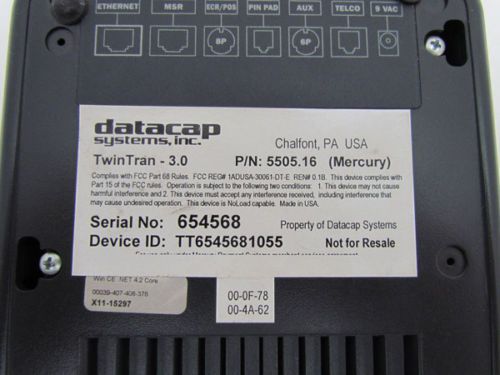 ETHERNET MSR ECR/POS PIN PAD AUX TELCO 9 VAC
8P 6P
datacap
systems, inc.
Chalfont, PA USA
TwinTran - 3.0 P/N: 5505.16 (Mercury)
Complies with FCC Part 68 Rules. FCC REG# 1ADUSA-30061-DT-E REN# 0.1B. This device complies with
Part 15 of the FCC rules. Operation is subject to the following two conditions: 1. This device may not cause
harmful interference and 2. This device must accept any interference received, including interference that
may cause undesired operation. This device is NoLoad capable. Made in USA.
Serial No: 654568 Property of Datacap Systems
Device ID: TT6545681055 Not for Resale
Win CE .NET 4.2 Core
00039-407-406-376
X11-15297
00-0F-78
00-4A-62